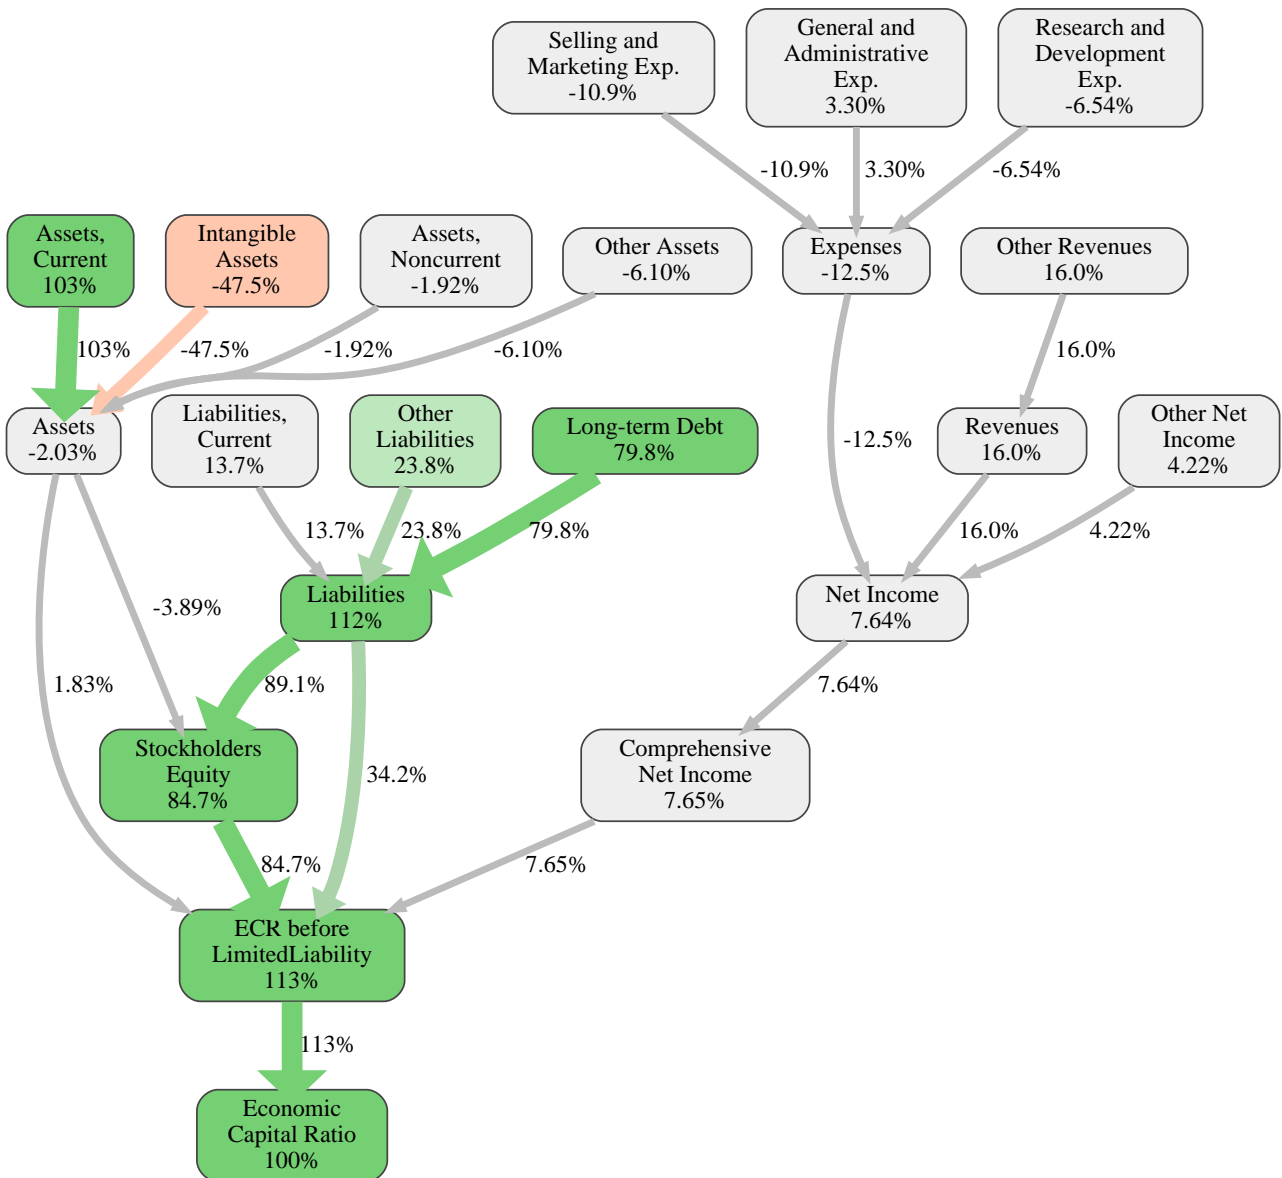 Selling and
Marketing Exp.
-10.9%
General and
Administrative
Exp.
3.30%
Research and
Development
Exp.
-6.54%
-10.9%
3.30%
-6.54%
Assets,
Current
103%
Intangible
Assets
-47.5%
Assets,
Noncurrent
-1.92%
Other Assets
-6.10%
Expenses
-12.5%
Other Revenues
16.0%
103%
-47.5%
-1.92%
-6.10%
16.0%
Assets
-2.03%
Liabilities,
Current
13.7%
Other
Liabilities
23.8%
Long-term Debt
79.8%
-12.5%
Revenues
16.0%
Other Net
Income
4.22%
13.7%
23.8%
79.8%
16.0%
4.22%
Liabilities
112%
Net Income
7.64%
-3.89%
1.83%
89.1%
7.64%
Stockholders
Equity
84.7%
34.2%
Comprehensive
Net Income
7.65%
84.7%
7.65%
ECR before
LimitedLiability
113%
113%
Economic
Capital Ratio
100%